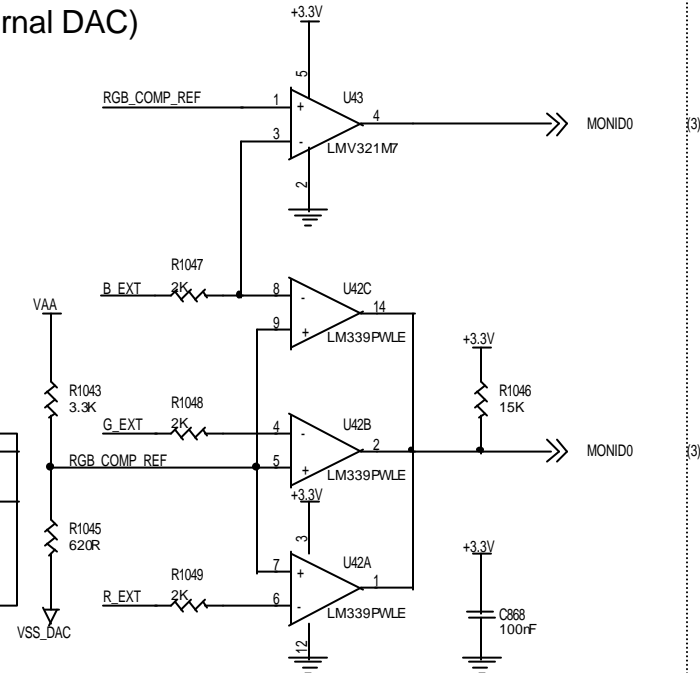 rnal DAC)
+3.3V
5
RGB_COMP_REF
1
U43
+
4
MONID0
(3)
3
-
LMV321M7
2
R1047
B_EXT
2K
8
U42C
-
14
9
+
LM339PWLE
VAA
+3.3V
R1043
3.3K
R1046
15K
R1048
G_EXT
2K
4
U42B
-
2
MONID0
(3)
RGB_COMP_REF
5
+
LM339PWLE
+3.3V
3
R1045
620R
7
U42A
+
1
R1049
R_EXT
2K
6
-
LM339PWLE
12
VSS_DAC
+3.3V
C868
100nF